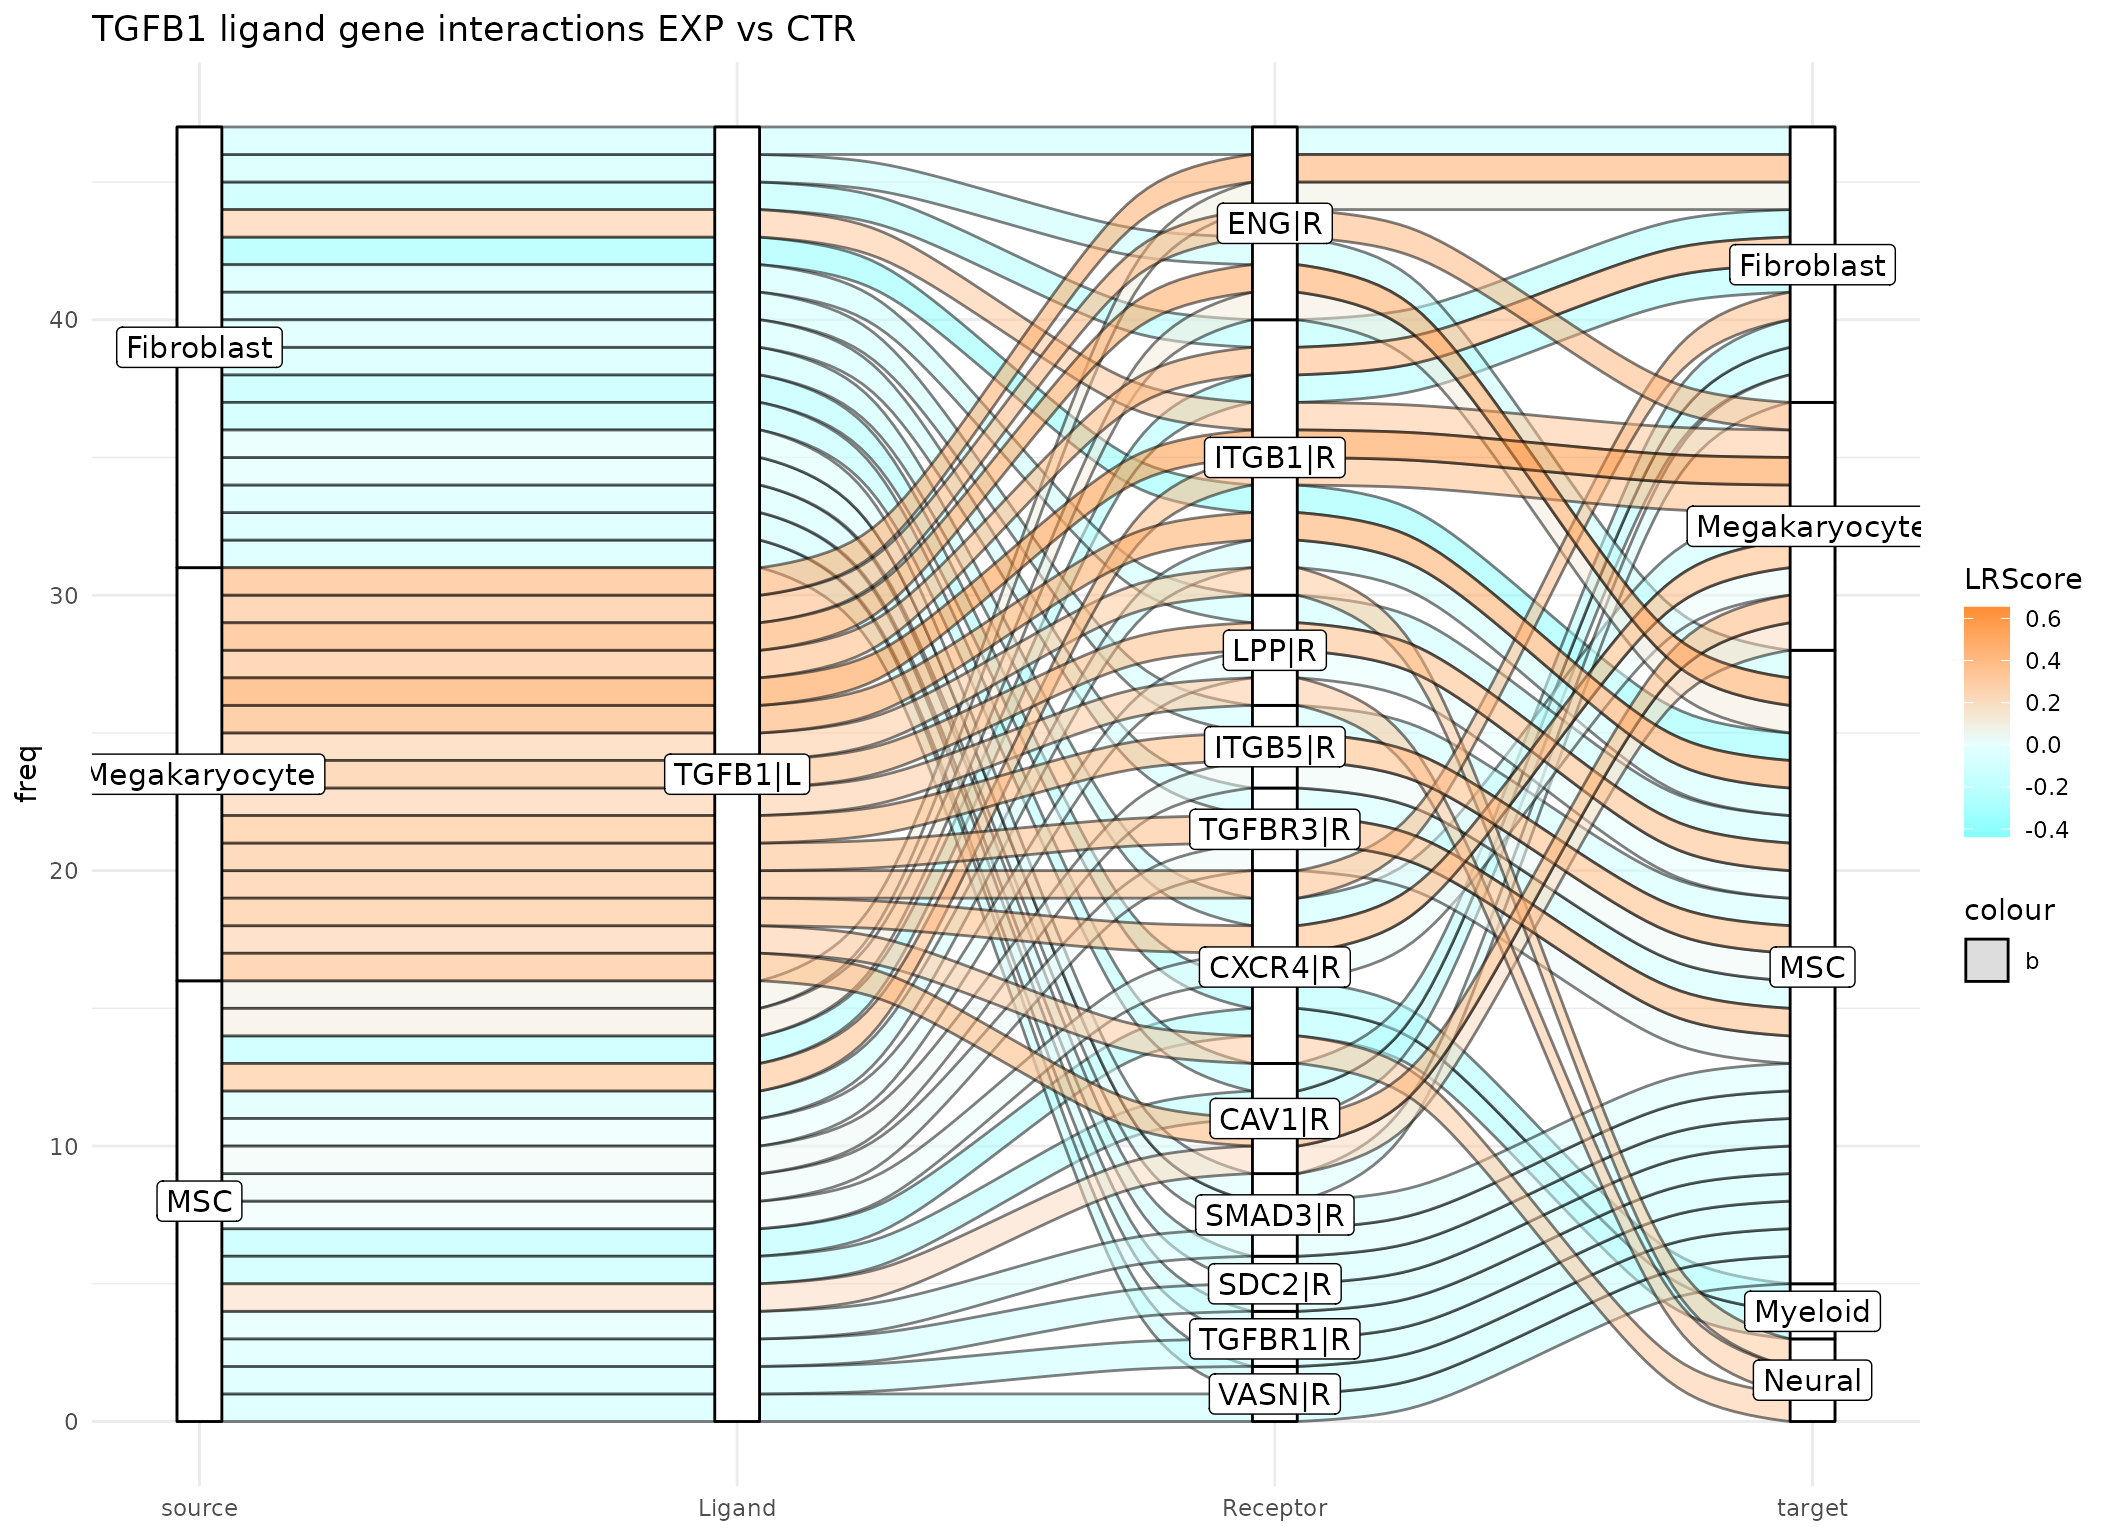 TGFB1 ligand gene interactions EXP vs CTR
freq
40
30
20
10
0
Fibroblast
Megakaryocyte
MSC
TGFB1|L
ENG|R
ITGB1|R
LPP|R
ITGB5|R
TGFBR3|R
CXCR4|R
CAV1|R
SMAD3|R
SDC2|R
TGFBR1|R
VASN|R
Fibroblast
Megakaryocyte
MSC
Myeloid
Neural
source
Ligand
Receptor
target
LRScore
0.6
0.4
0.2
0.0
-0.2
-0.4
colour
b